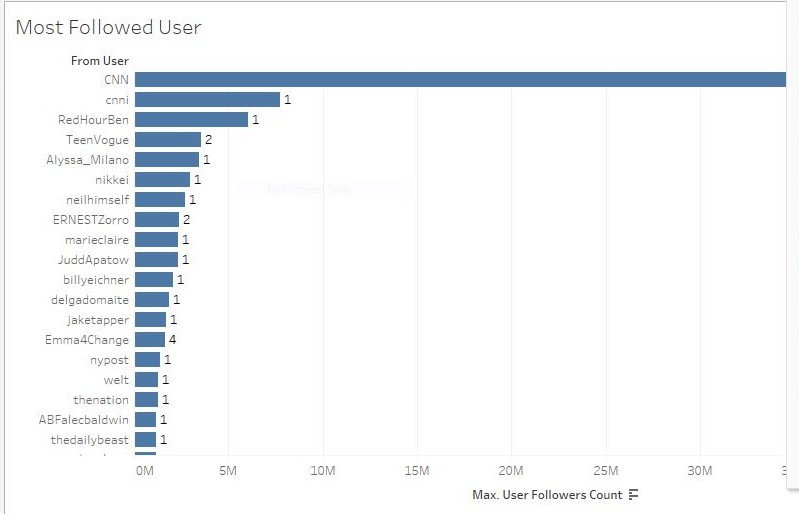 Most Followed User
From User
CNN
cnni 1
RedHourBen 1
TeenVogue 2
Alyssa_Milano 1
nikkei 1
neilhimself 1
ERNESTZorro 2
marieclaire 1
JuddApatow 1
billyeichner 1
delgadomaite 1
jaketapper 1
Emma4Change 4
nypost 1
welt 1
thenation 1
ABFalecbaldwin 1
thedailybeast 1
0M 5M 10M 15M 20M 25M 30M
Max. User Followers Count